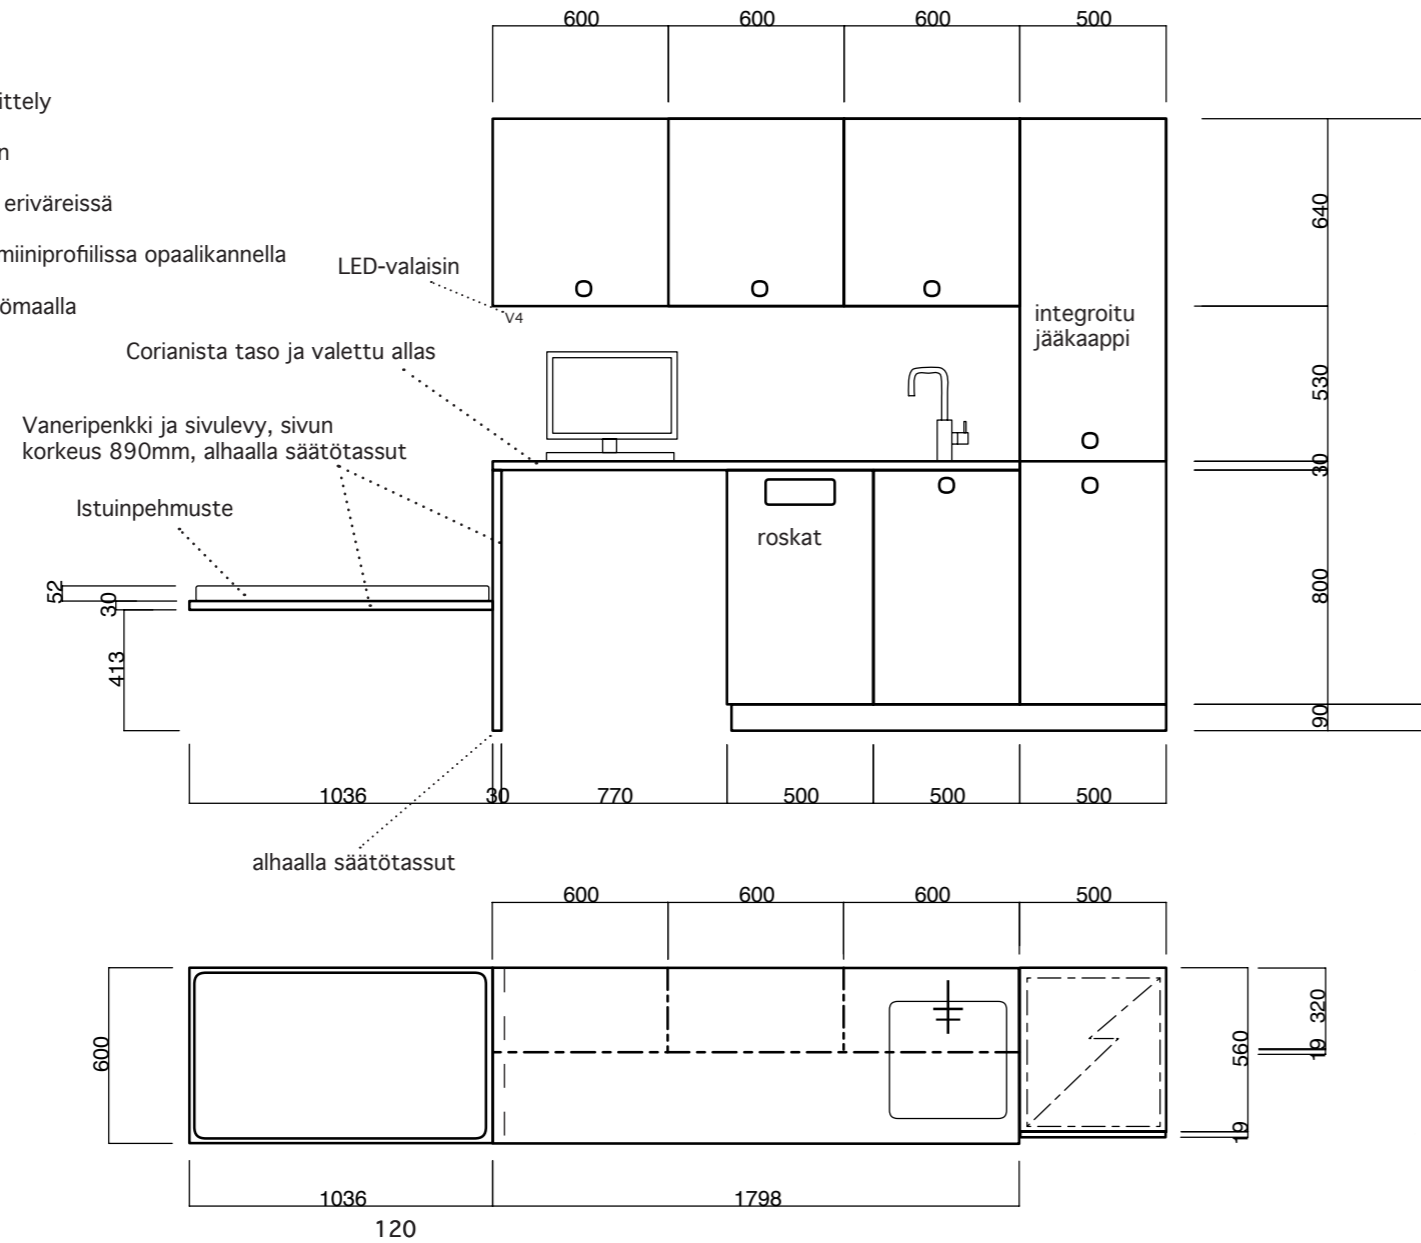 600
600
600
500
ittely
n
eriväreissä
miiniprofiilissa opaalikannella
ömaalla
LED-valaisin
V4
640
integroitu
jääkaappi
Corianista taso ja valettu allas
530
Vaneripenkki ja sivulevy, sivun
korkeus 890mm, alhaalla säätötassut
30
Istuinpehmuste
roskat
52
30
800
413
90
1036
30
770
500
500
500
alhaalla säätötassut
600
600
600
500
600
320
560
19
19
1036
1798
120